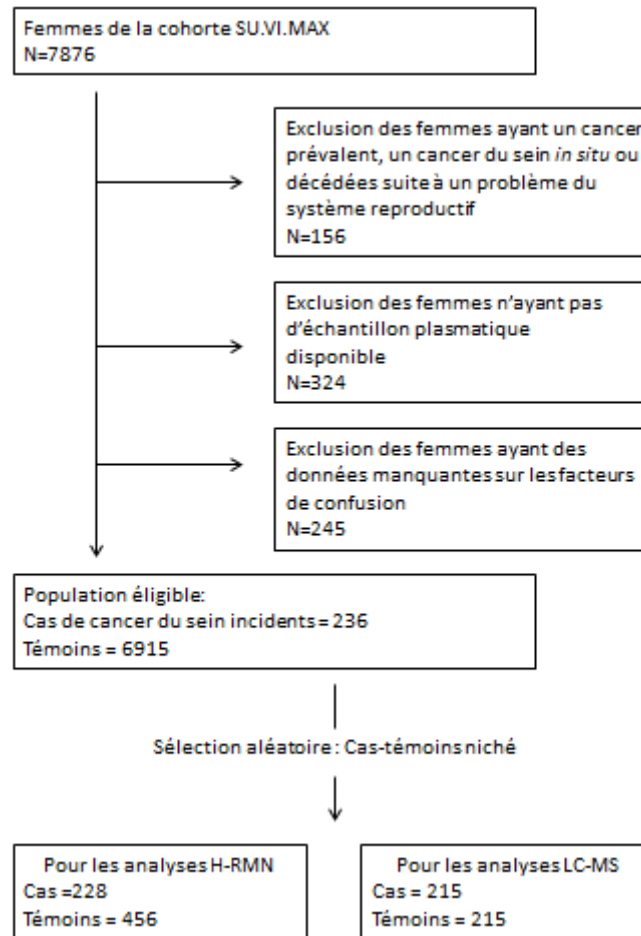 Femmes de la cohorte SU.VI.MAX
N=7876
Exclusion des femmes ayant un cancer
prévalent, un cancer du sein in situ ou
décédées suite à un problème du
système reproductif
N=156
Exclusion des femmes n'ayant pas
d'échantillon plasmatique
disponible
N=324
Exclusion des femmes ayant des
données manquantes sur les facteurs
de confusion
N=245
Population éligible:
Cas de cancer du sein incidents = 236
Témoins = 6915
Sélection aléatoire : Cas-témoins niché
Pour les analyses H-RMN
Cas =228
Témoins = 456
Pour les analyses LC-MS
Cas = 215
Témoins = 215